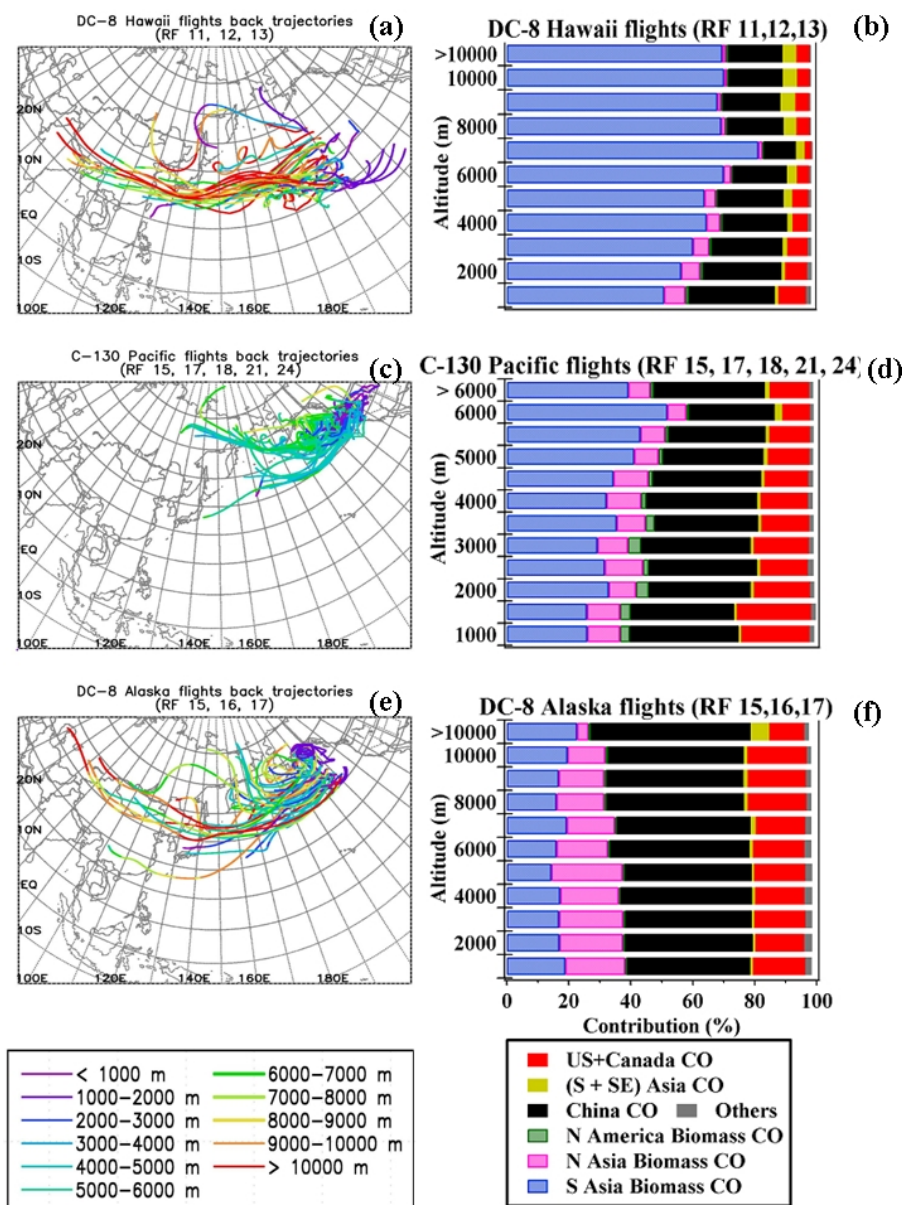 DC-8 Hawaii flights back trajectories
(RF 11, 12, 13)
(a)
20N
10N
EQ
10S
100E
120E
140E
160E
180E
DC-8 Hawaii flights (RF 11,12,13)
(b)
>10000
10000
8000
6000
4000
2000
Altitude (m)
C-130 Pacific flights back trajectories
(RF 15, 17, 18, 21, 24)
(c)
20N
10N
EQ
10S
100E
120E
140E
160E
180E
C-130 Pacific flights (RF 15, 17, 18, 21, 24)
(d)
> 6000
6000
5000
4000
3000
2000
1000
Altitude (m)
DC-8 Alaska flights back trajectories
(RF 15, 16, 17)
(e)
20N
10N
EQ
10S
100E
120E
140E
160E
180E
DC-8 Alaska flights (RF 15,16,17)
(f)
>10000
10000
8000
6000
4000
2000
Altitude (m)
0 20 40 60 80 100
Contribution (%)
< 1000 m
1000-2000 m
2000-3000 m
3000-4000 m
4000-5000 m
5000-6000 m
6000-7000 m
7000-8000 m
8000-9000 m
9000-10000 m
> 10000 m
US+Canada CO
(S + SE) Asia CO
China CO Others
N America Biomass CO
N Asia Biomass CO
S Asia Biomass CO